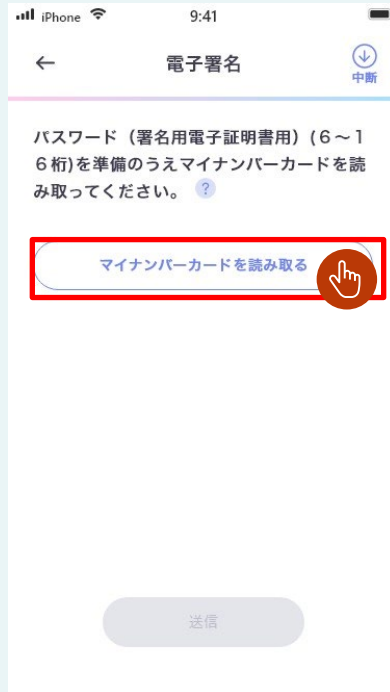 iPhone 9:41
電子署名
中断
パスワード（署名用電子証明書用）(６～１
６桁)を準備のうえマイナンバーカードを読
み取ってください。 ?
マイナンバーカードを読み取る
送信